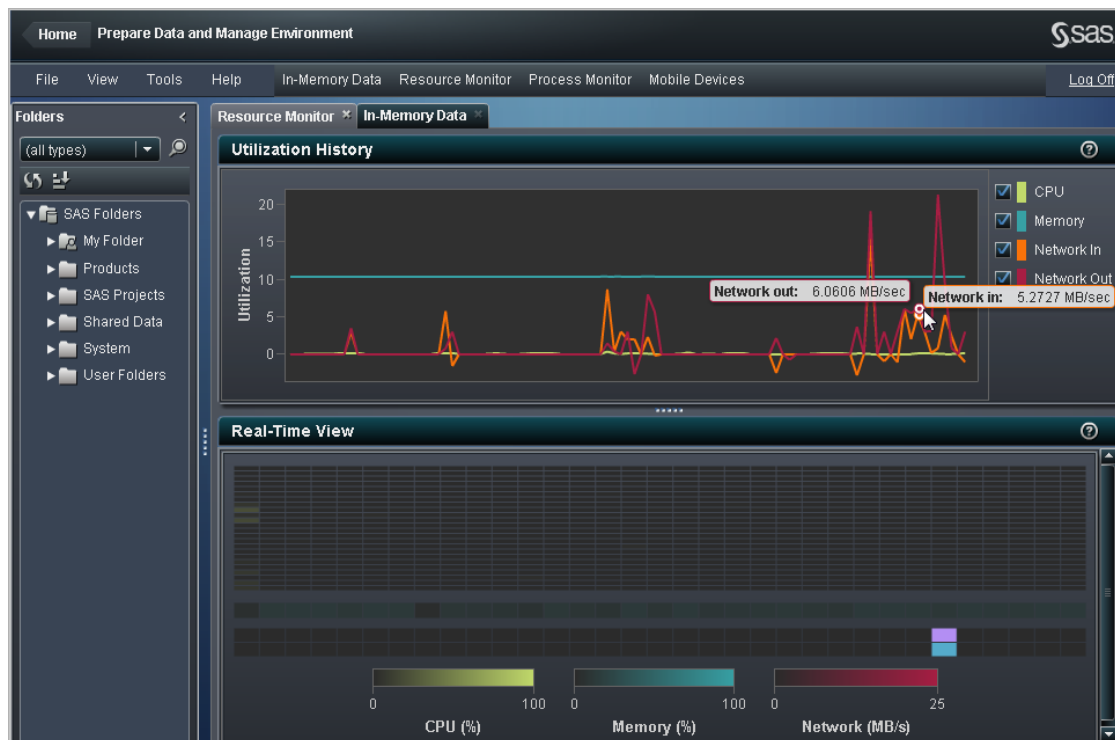 Home Prepare Data and Manage Environment
sas
File View Tools Help In-Memory Data Resource Monitor Process Monitor Mobile Devices Log Off
Folders
(all types)
SAS Folders
My Folder
Products
SAS Projects
Shared Data
System
User Folders
Resource Monitor In-Memory Data
Utilization History
Utilization
20
15
10
5
0
Network out: 6.0606 MB/sec
Network in: 5.2727 MB/sec
CPU
Memory
Network In
Network Out
Real-Time View
0 100
CPU (%)
0 100
Memory (%)
0 25
Network (MB/s)